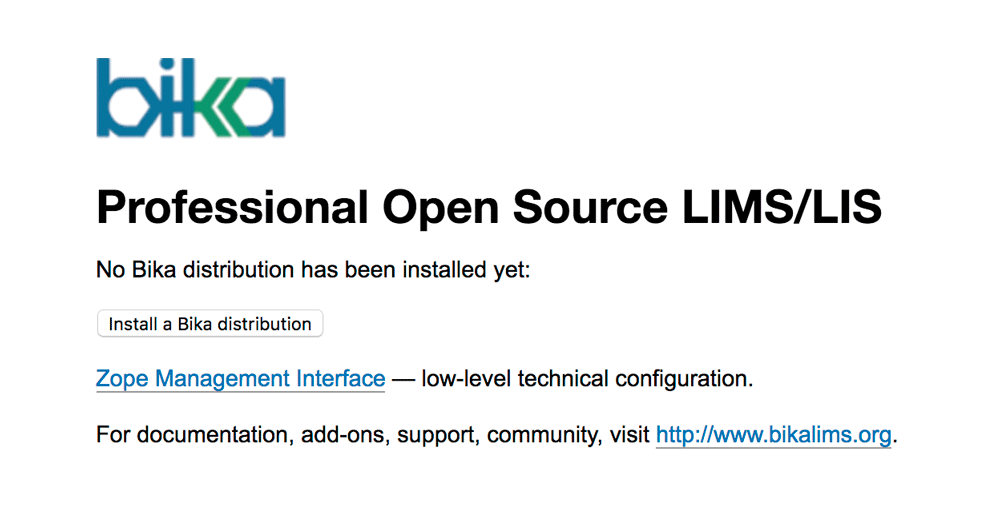 bika
Professional Open Source LIMS/LIS
No Bika distribution has been installed yet:
Install a Bika distribution
Zope Management Interface — low-level technical configuration.
For documentation, add-ons, support, community, visit http://www.bikalims.org.